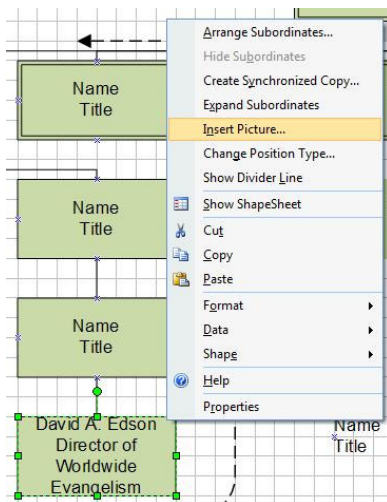 Name
Title
Name
Title
Name
Title
David A. Edson
Director of
Worldwide
Evangelism
Arrange Subordinates...
Hide Subordinates
Create Synchronized Copy...
Expand Subordinates
Insert Picture...
Change Position Type...
Show Divider Line
Show ShapeSheet
Cut
Copy
Paste
Format
Data
Shape
Help
Properties
Name
Title